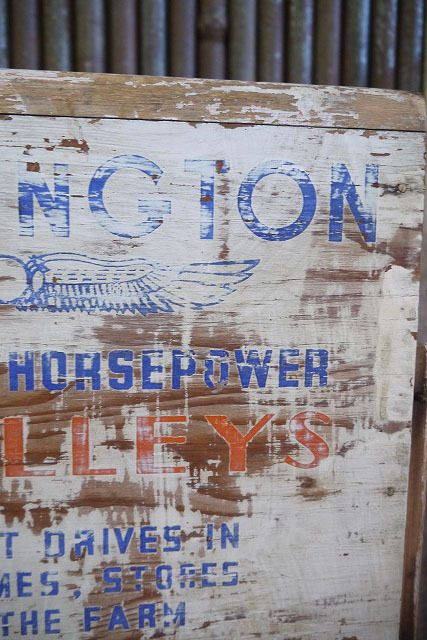 NGTON
HORSEPOWER
LLEYS
T DRIVES IN
MES, STORES
THE FARM